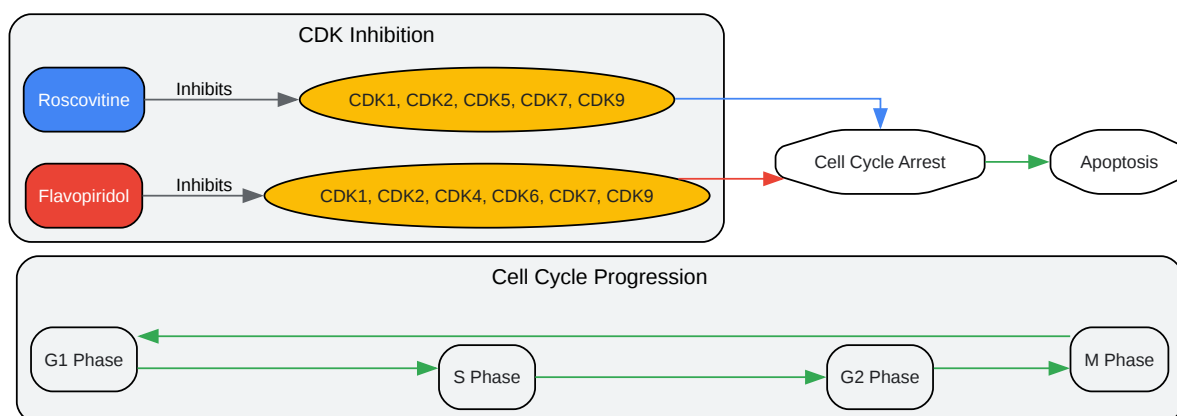 CDK Inhibition
Roscovitine
Inhibits
CDK1, CDK2, CDK5, CDK7, CDK9
Cell Cycle Arrest
Apoptosis
Flavopiridol
Inhibits
CDK1, CDK2, CDK4, CDK6, CDK7, CDK9
Cell Cycle Progression
G1 Phase
S Phase
G2 Phase
M Phase